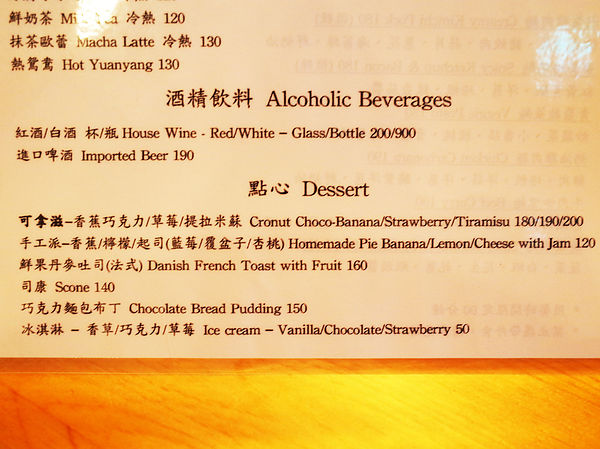 鮮奶茶 Milk Tea 冷熱 120
抹茶歐蕾 Macha Latte 冷熱 130
熱鴛鴦 Hot Yuanyang 130
酒精飲料 Alcoholic Beverages
紅酒/白酒 杯/瓶 House Wine - Red/White – Glass/Bottle 200/900
進口啤酒 Imported Beer 190
點心 Dessert
可拿滋–香蕉巧克力/草莓/提拉米蘇 Cronut Choco-Banana/Strawberry/Tiramisu 180/190/200
手工派–香蕉/檸檬/起司(藍莓/覆盆子/杏桃) Homemade Pie Banana/Lemon/Cheese with Jam 120
鮮果丹麥吐司(法式) Danish French Toast with Fruit 160
司康 Scone 140
巧克力麵包布丁 Chocolate Bread Pudding 150
冰淇淋 – 香草/巧克力/草莓 Ice cream – Vanilla/Chocolate/Strawberry 50